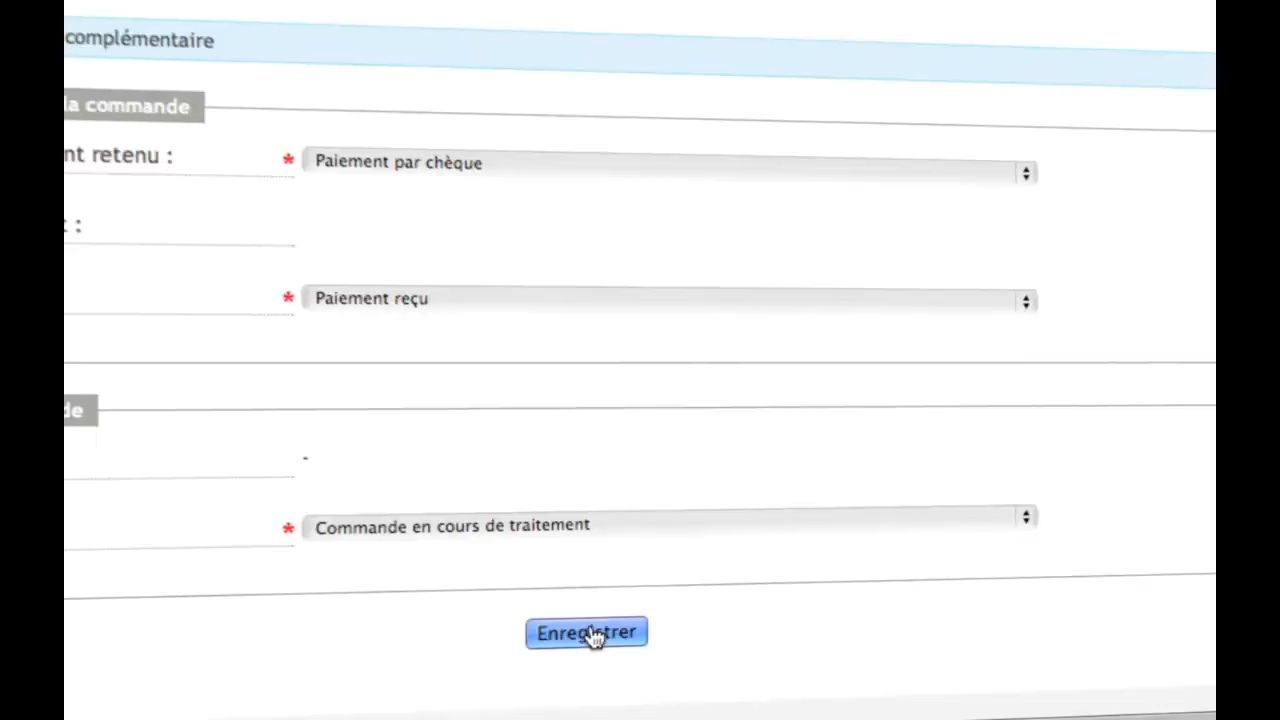 complémentaire
la commande
nt retenu : * Paiement par chèque
:
* Paiement reçu
de
-
* Commande en cours de traitement
Enregistrer